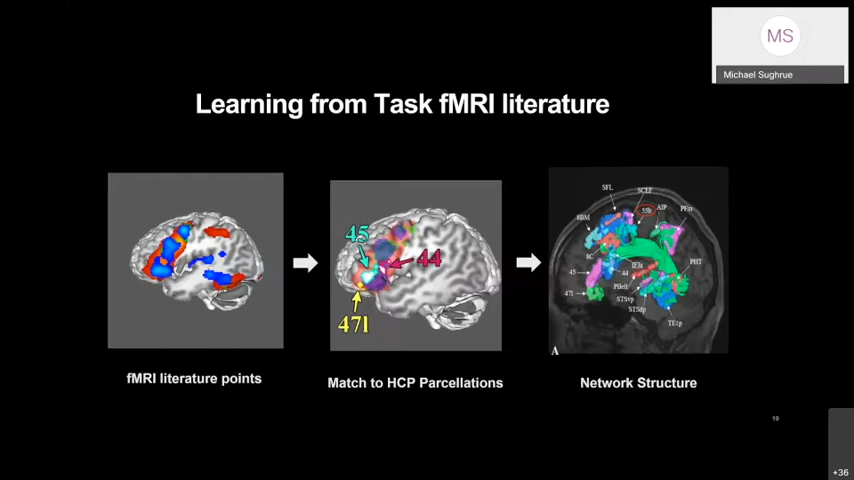 MS
Michael Sughrue
Learning from Task fMRI literature
45
44
47l
SFL
SCEF
8BM
55b
AIP
PFm
8C
45
44
IFJa
PHT
47l
PBelt
STSvp
STSdp
TE1p
A
fMRI literature points
Match to HCP Parcellations
Network Structure
+36